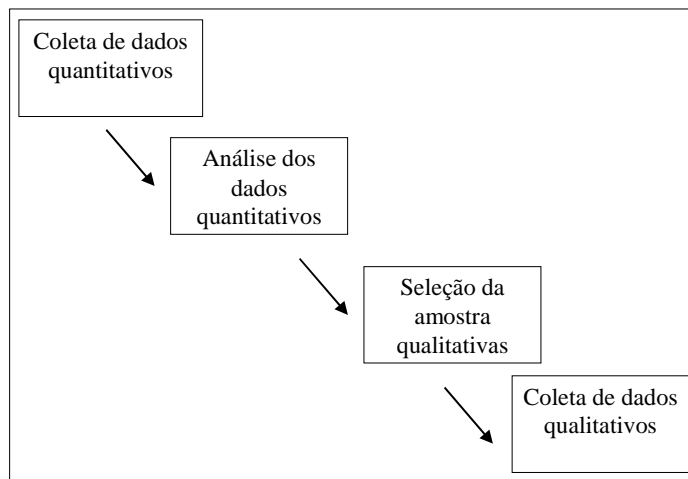 Coleta de dados
quantitativos
Análise dos
dados
quantitativos
Seleção da
amostra
qualitativas
Coleta de dados
qualitativos